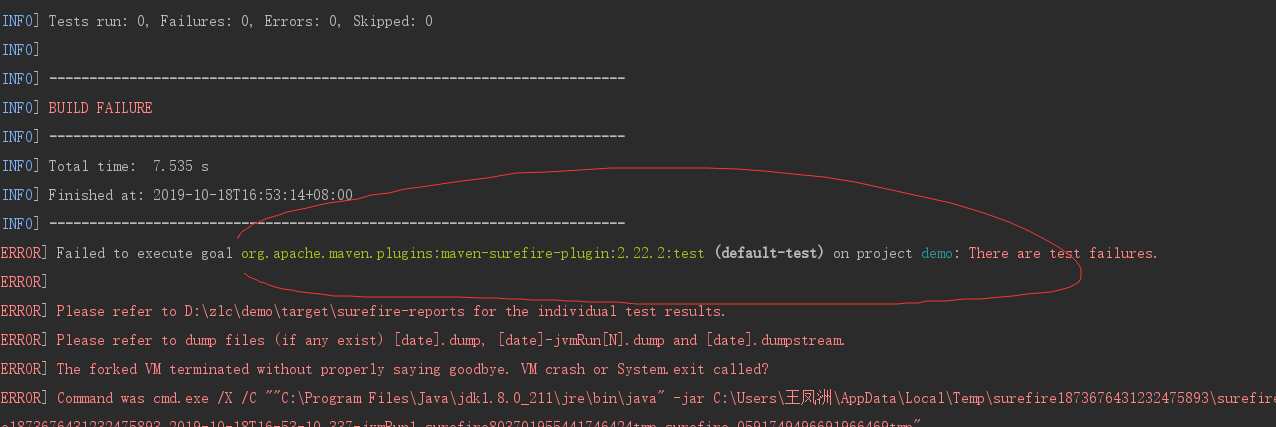 INFO] Tests run: 0, Failures: 0, Errors: 0, Skipped: 0
INFO]
INFO] ------------------------------------------------------------------------
INFO] BUILD FAILURE
INFO] ------------------------------------------------------------------------
INFO] Total time:  7.535 s
INFO] Finished at: 2019-10-18T16:53:14+08:00
INFO] ------------------------------------------------------------------------
ERROR] Failed to execute goal org.apache.maven.plugins:maven-surefire-plugin:2.22.2:test (default-test) on project demo: There are test failures.
ERROR]
ERROR] Please refer to D:\zlc\demo\target\surefire-reports for the individual test results.
ERROR] Please refer to dump files (if any exist) [date].dump, [date]-jvmRun[N].dump and [date].dumpstream.
ERROR] The forked VM terminated without properly saying goodbye. VM crash or System.exit called?
ERROR] Command was cmd.exe /X /C ""C:\Program Files\Java\jdk1.8.0_211\jre\bin\java" -jar C:\Users\王凤洲\AppData\Local\Temp\surefire1873676431232475893\surefire